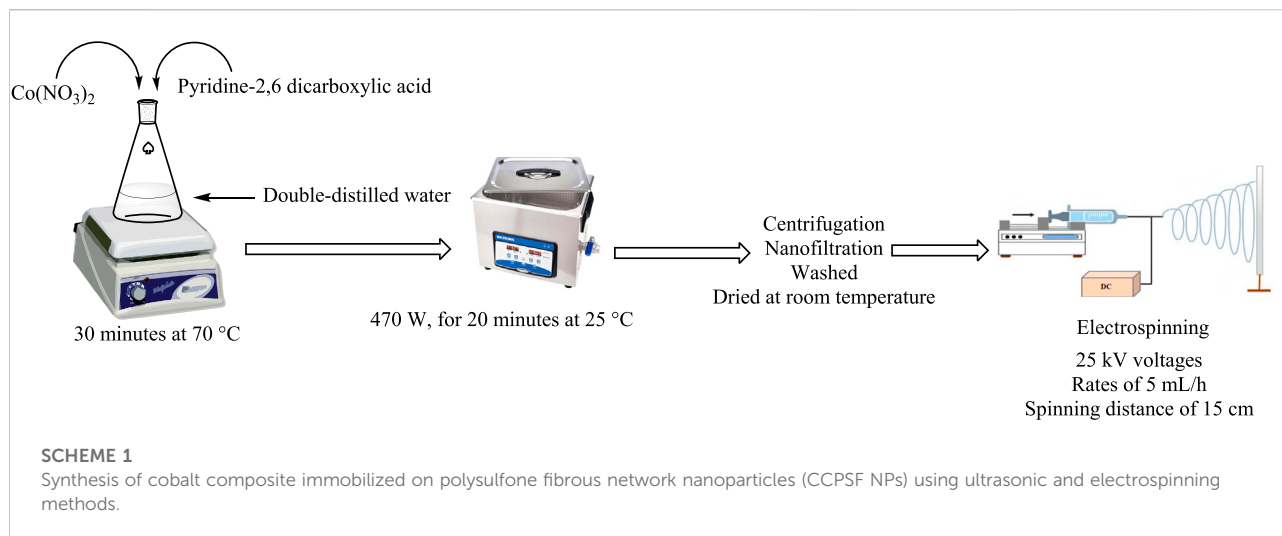 Co(NO3)2
Pyridine-2,6 dicarboxylic acid
Double-distilled water
30 minutes at 70 °C
470 W, for 20 minutes at 25 °C
Centrifugation
Nanofiltration
Washed
Dried at room temperature
DC
Electrospinning
25 kV voltages
Rates of 5 mL/h
Spinning distance of 15 cm
SCHEME 1
Synthesis of cobalt composite immobilized on polysulfone fibrous network nanoparticles (CCPSF NPs) using ultrasonic and electrospinning
methods.